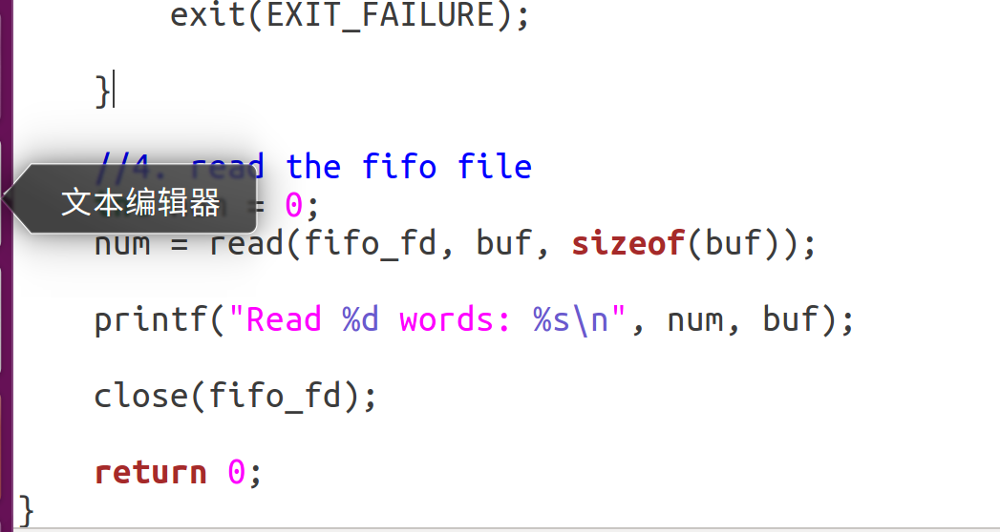 exit(EXIT_FAILURE);
}
//4. read the fifo file
文本编辑器 = 0;
num = read(fifo_fd, buf, sizeof(buf));
printf("Read %d words: %s\n", num, buf);
close(fifo_fd);
return 0;
}